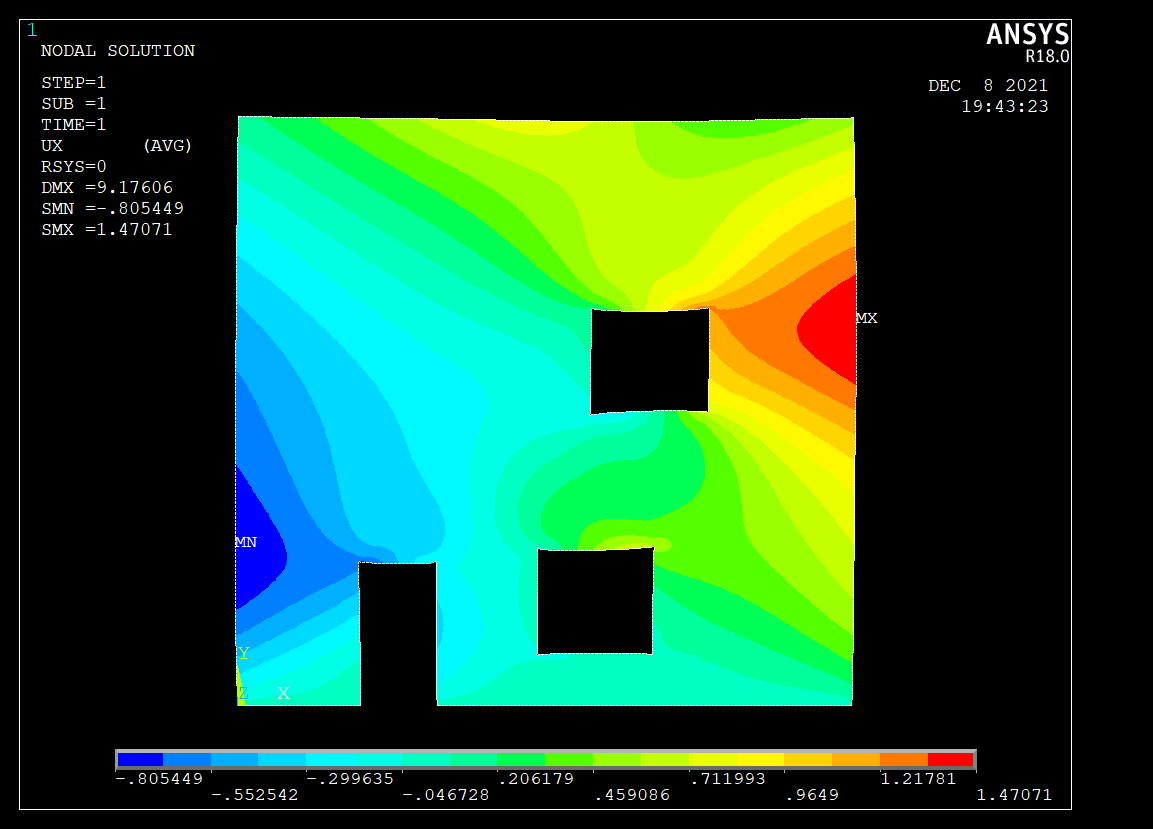 1
ANSYS
R18.0
NODAL SOLUTION
STEP=1
SUB =1
TIME=1
UX (AVG)
RSYS=0
DMX =9.17606
SMN =-.805449
SMX =1.47071
DEC 8 2021
19:43:23
MX
MN
Y
Z X
-.805449 -.299635 .206179 .711993 1.21781
-.552542 -.046728 .459086 .9649 1.47071